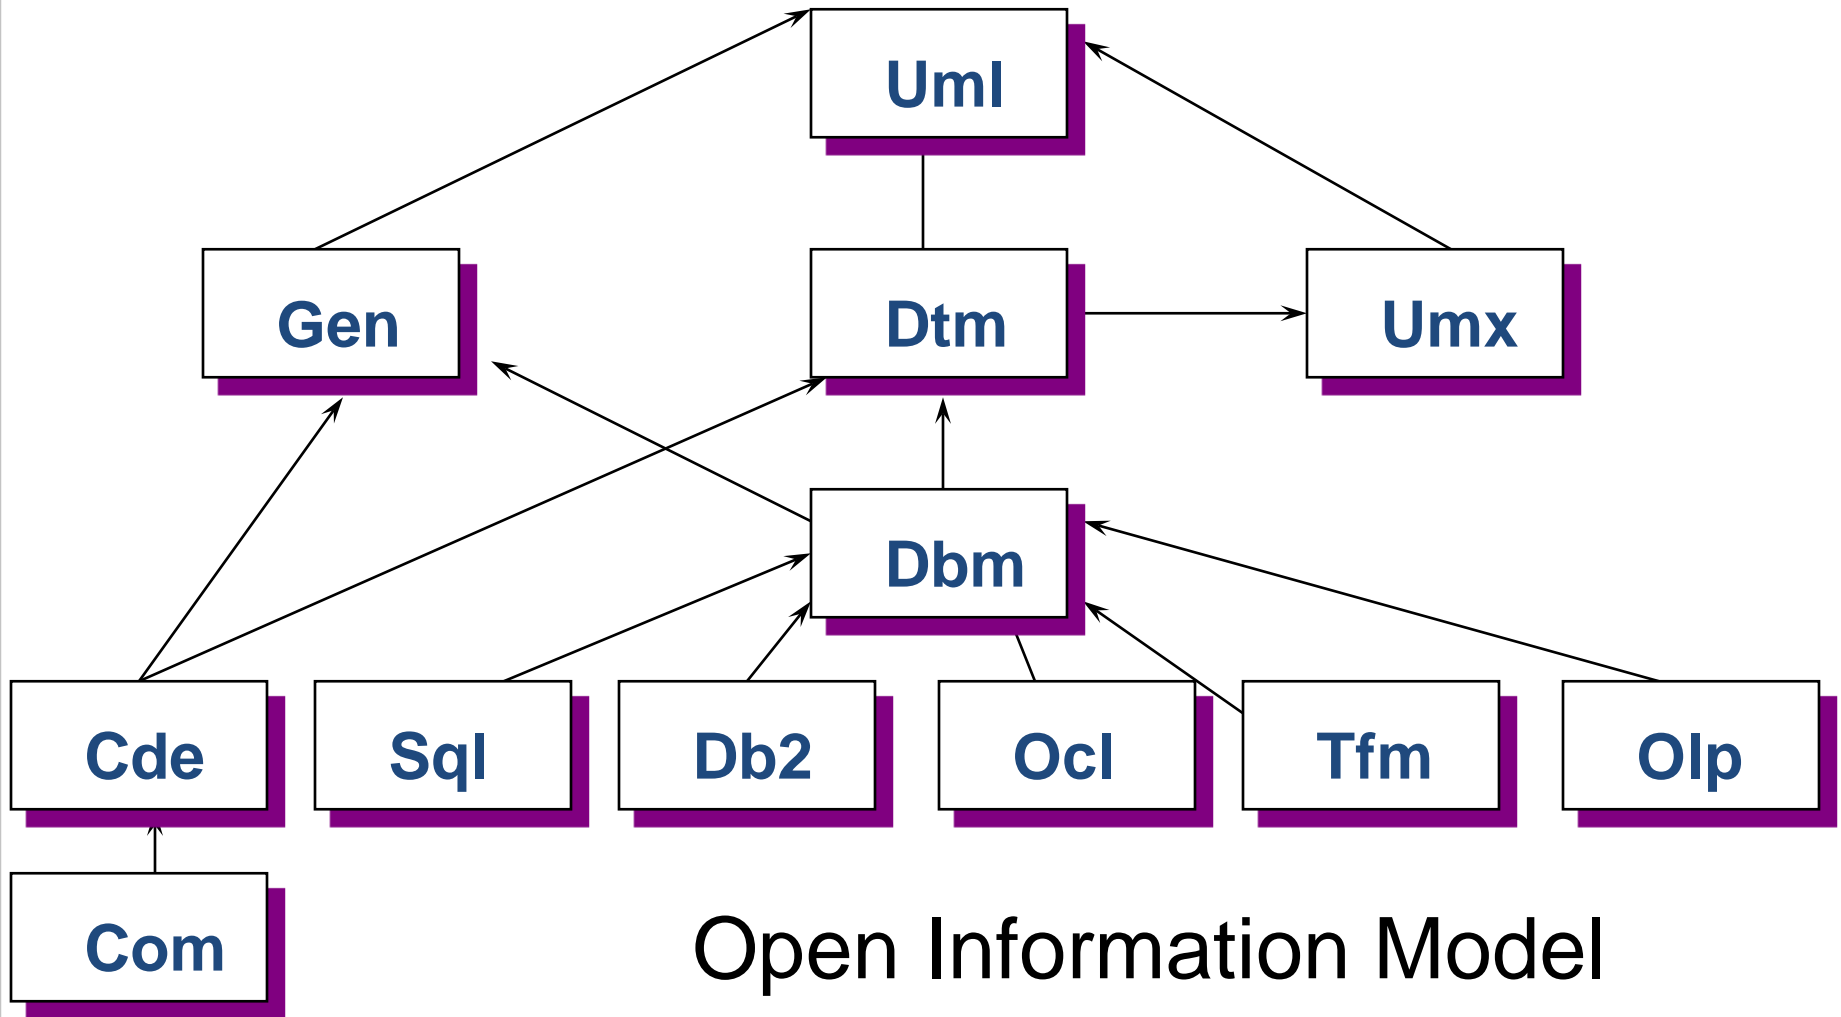 Uml
Gen
Dtm
Umx
Dbm
Cde
Sql
Db2
Ocl
Tfm
Olp
Com
Open Information Model